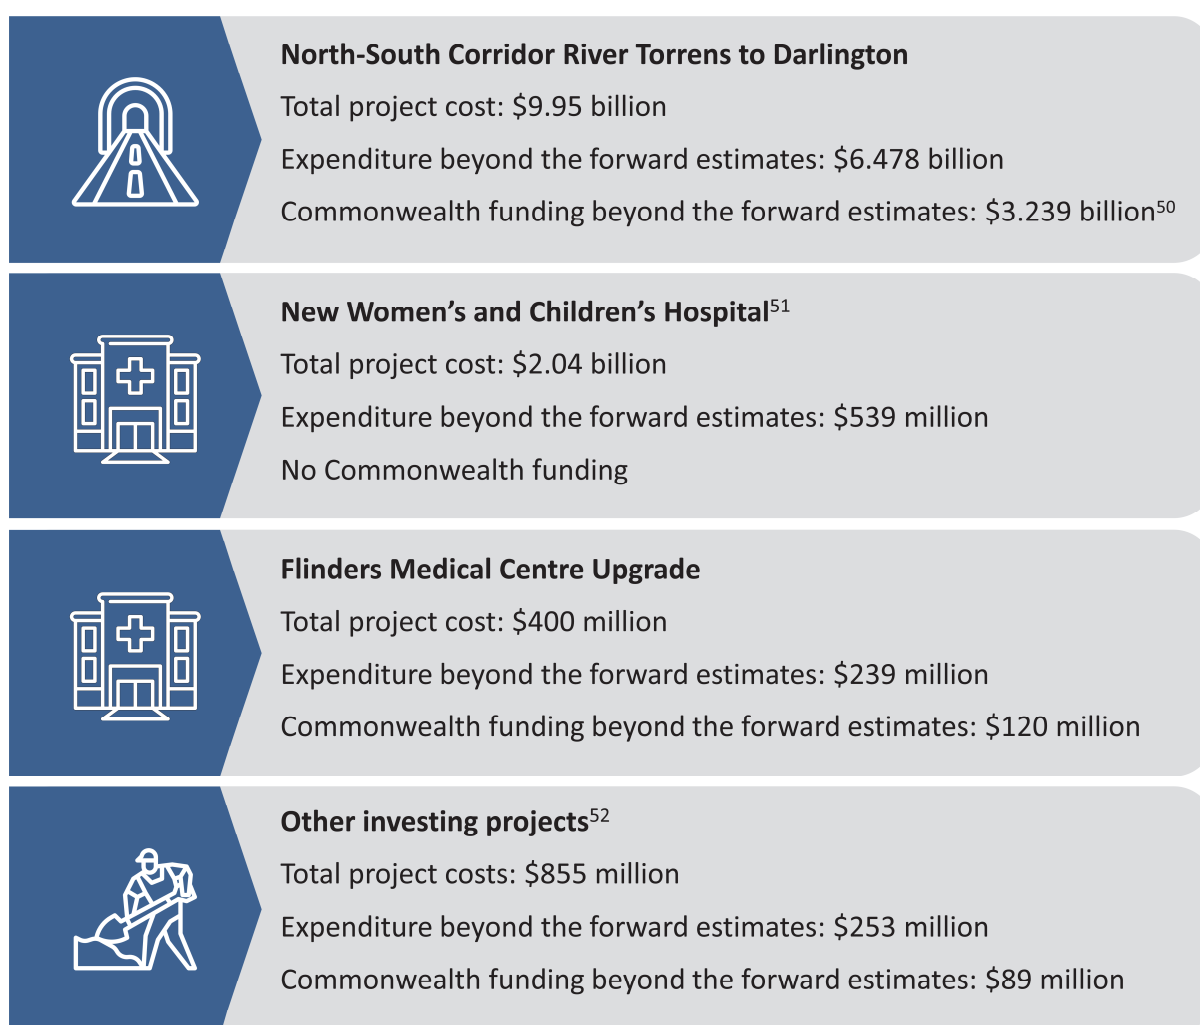 North-South Corridor River Torrens to Darlington
Total project cost: $9.95 billion
Expenditure beyond the forward estimates: $6.478 billion
Commonwealth funding beyond the forward estimates: $3.239 billion50
New Women’s and Children’s Hospital51
Total project cost: $2.04 billion
Expenditure beyond the forward estimates: $539 million
No Commonwealth funding
Flinders Medical Centre Upgrade
Total project cost: $400 million
Expenditure beyond the forward estimates: $239 million
Commonwealth funding beyond the forward estimates: $120 million
Other investing projects52
Total project costs: $855 million
Expenditure beyond the forward estimates: $253 million
Commonwealth funding beyond the forward estimates: $89 million